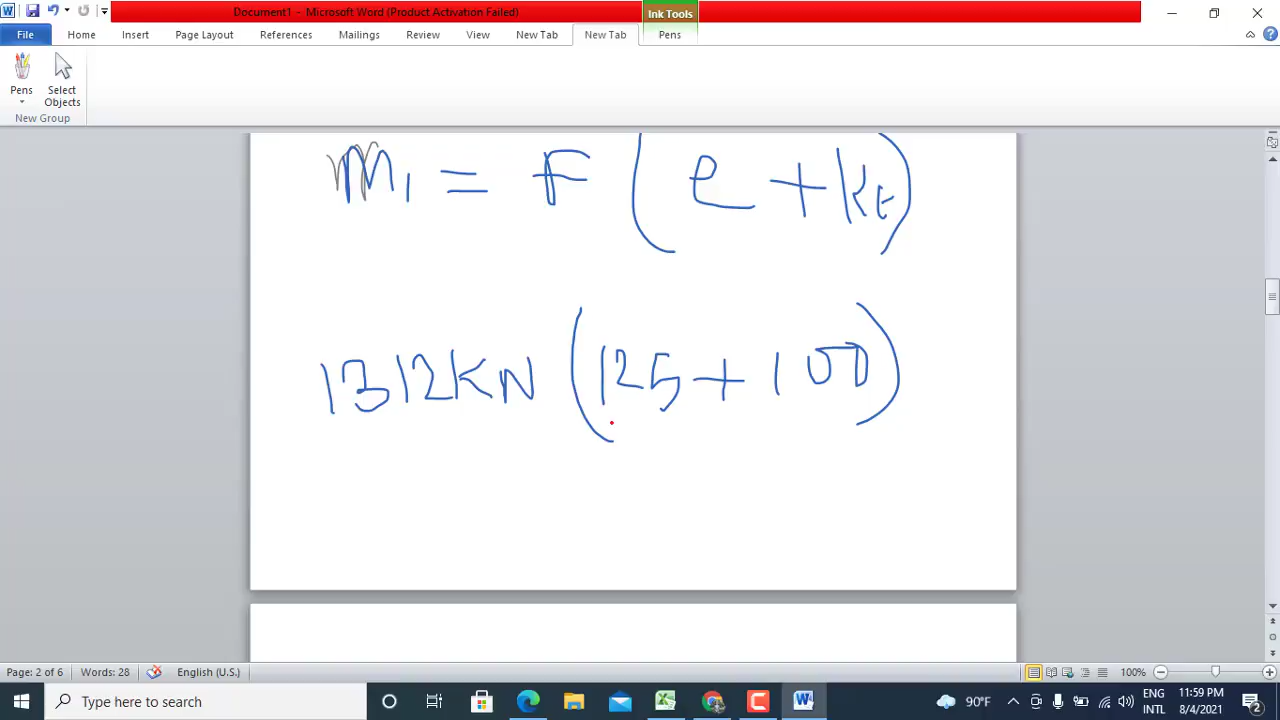 Document1 - Microsoft Word (Product Activation Failed)
Ink Tools
File Home Insert Page Layout References Mailings Review View New Tab New Tab Pens
Pens
Select Objects
New Group
M1 = F ( e + kt )
1312KN ( 125 + 100 )
Page: 2 of 6 Words: 28 English (U.S.) 100%
Type here to search
90°F
ENG
INTL
11:59 PM
8/4/2021
2